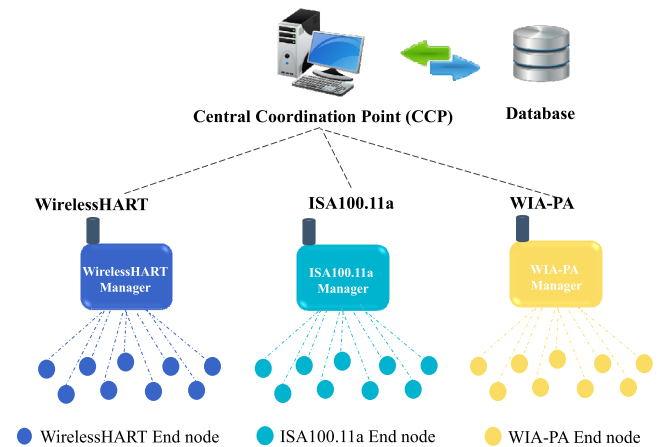 Central Coordination Point (CCP)
Database
WirelessHART
ISA100.11a
WIA-PA
WirelessHART
Manager
ISA100.11a
Manager
WIA-PA
Manager
WirelessHART End node
ISA100.11a End node
WIA-PA End node